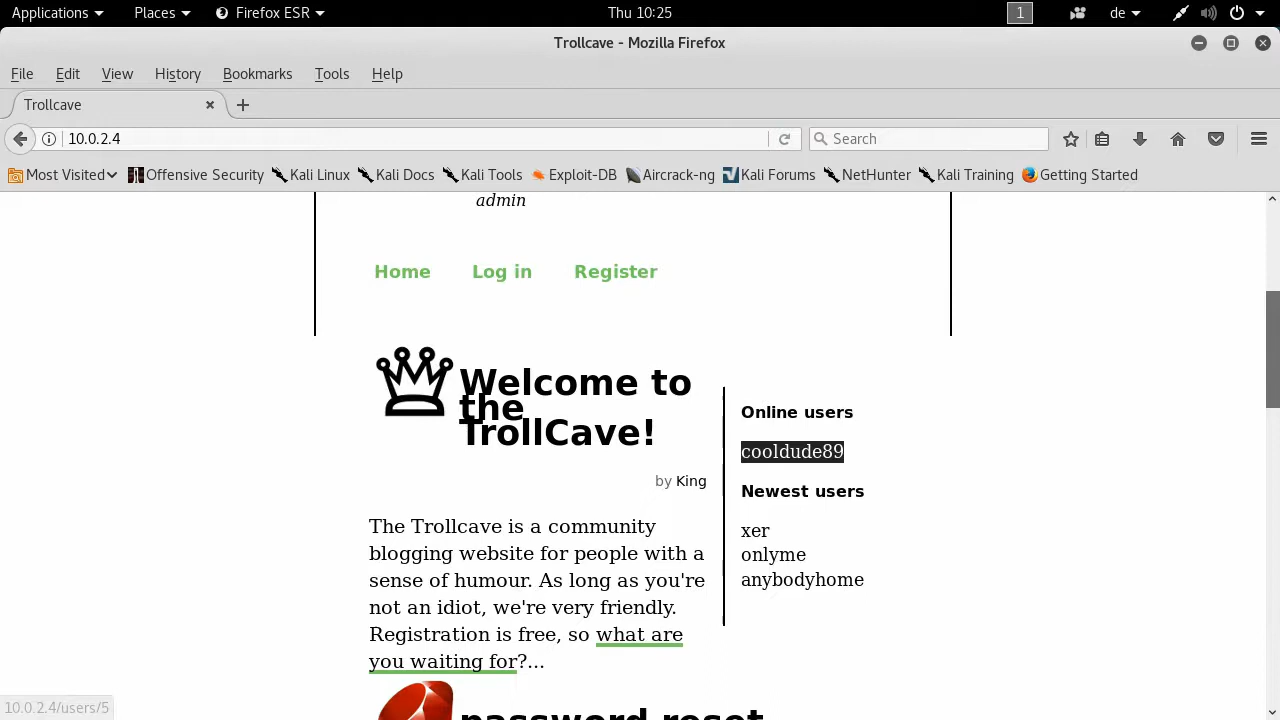 Applications Places Firefox ESR Thu 10:25 1 de
Trollcave - Mozilla Firefox
File Edit View History Bookmarks Tools Help
Trollcave
10.0.2.4 Search
Most Visited Offensive Security Kali Linux Kali Docs Kali Tools Exploit-DB Aircrack-ng Kali Forums NetHunter Kali Training Getting Started
admin
Home Log in Register
Welcome to
the
TrollCave!
by King
The Trollcave is a community
blogging website for people with a
sense of humour. As long as you're
not an idiot, we're very friendly.
Registration is free, so what are
you waiting for?...
Online users
cooldude89
Newest users
xer
onlyme
anybodyhome
password reset
10.0.2.4/users/5